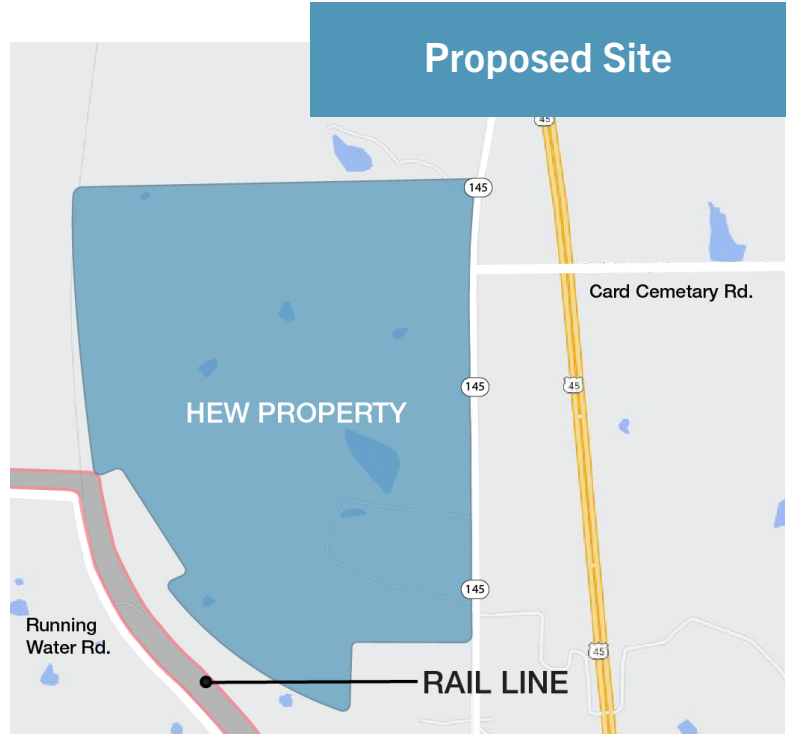 Proposed Site
45
145
Card Cemetary Rd.
145
45
HEW PROPERTY
145
Running
Water Rd.
45
RAIL LINE